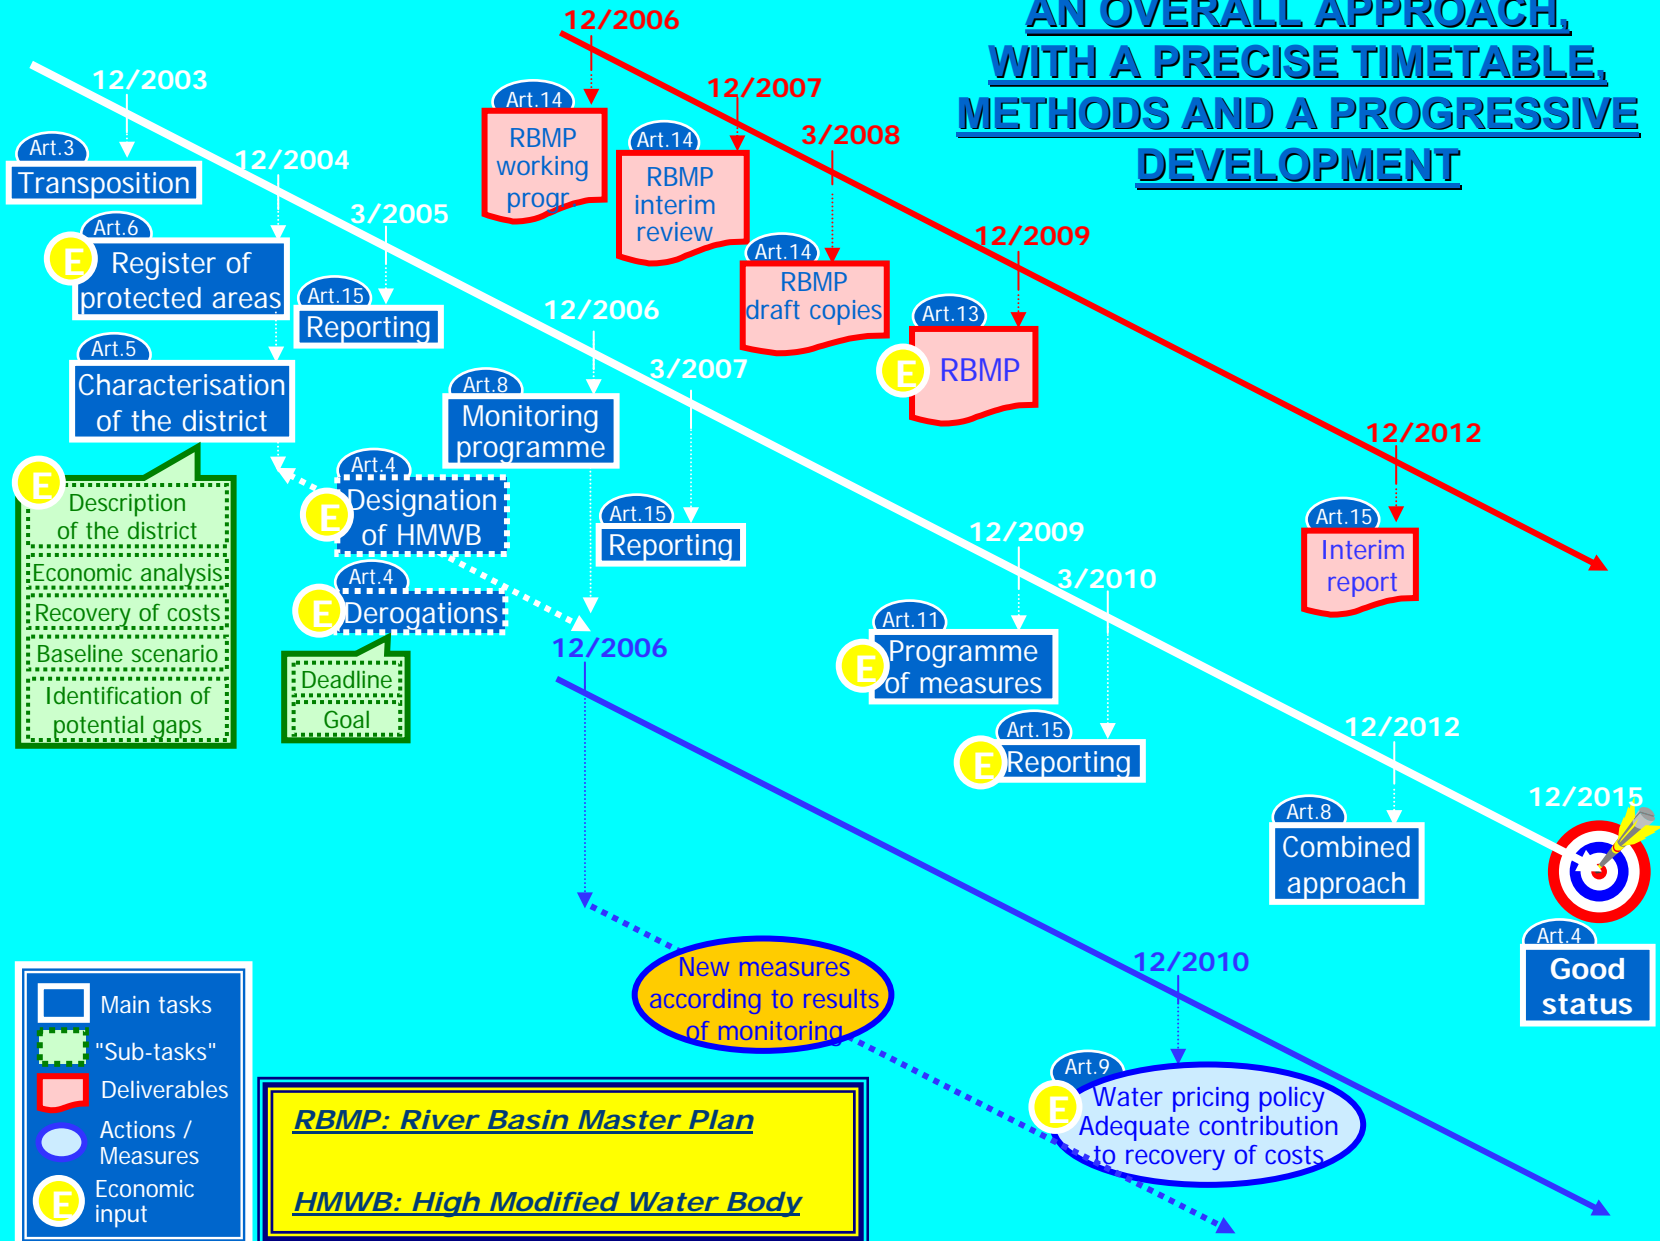 AN OVERALL APPROACH,
WITH A PRECISE TIMETABLE,
METHODS AND A PROGRESSIVE
DEVELOPMENT
12/2006
12/2007
3/2008
12/2009
12/2012
Art.14
RBMP
working
progr.
Art.14
RBMP
interim
review
Art.14
RBMP
draft copies
Art.13
E
RBMP
Art.15
Interim
report
12/2003
12/2004
3/2005
12/2006
3/2007
12/2009
3/2010
12/2012
12/2015
Art.3
Transposition
Art.6
E
Register of
protected areas
Art.15
Reporting
Art.5
Characterisation
of the district
E
Description
of the district
Economic analysis
Recovery of costs
Baseline scenario
Identification of
potential gaps
Art.8
Monitoring
programme
Art.4
E
Designation
of HMWB
Art.4
E
Derogations
Deadline
Goal
Art.15
Reporting
Art.11
E
Programme
of measures
Art.15
E
Reporting
Art.8
Combined
approach
Art.4
Good
status
12/2006
New measures
according to results
of monitoring
12/2010
Art.9
E
Water pricing policy
Adequate contribution
to recovery of costs
Main tasks
"Sub-tasks"
Deliverables
Actions /
Measures
E
Economic
input
RBMP: River Basin Master Plan
HMWB: High Modified Water Body